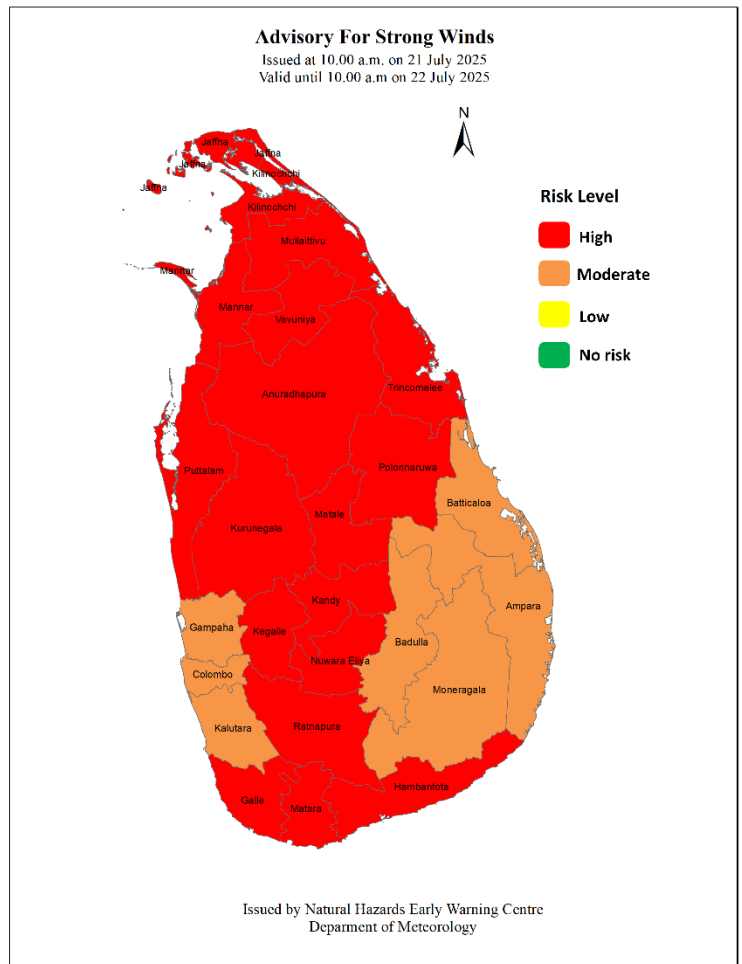 Advisory For Strong Winds
Issued at 10.00 a.m. on 21 July 2025
Valid until 10.00 a.m on 22 July 2025
N
Jaffna
Jaffna
Jaffna
Kilinochchi
Jaffna
Kilinochchi
Mullaittivu
Mannar
Mannar
Vavuniya
Anuradhapura
Trincomalee
Puttalam
Polonnaruwa
Kurunegala
Matale
Batticaloa
Kandy
Ampara
Gampaha
Kegalle
Badulla
Nuwara Eliya
Colombo
Moneragala
Kalutara
Ratnapura
Hambantota
Galle
Matara
Risk Level
High
Moderate
Low
No risk
Issued by Natural Hazards Early Warning Centre
Deparment of Meteorology